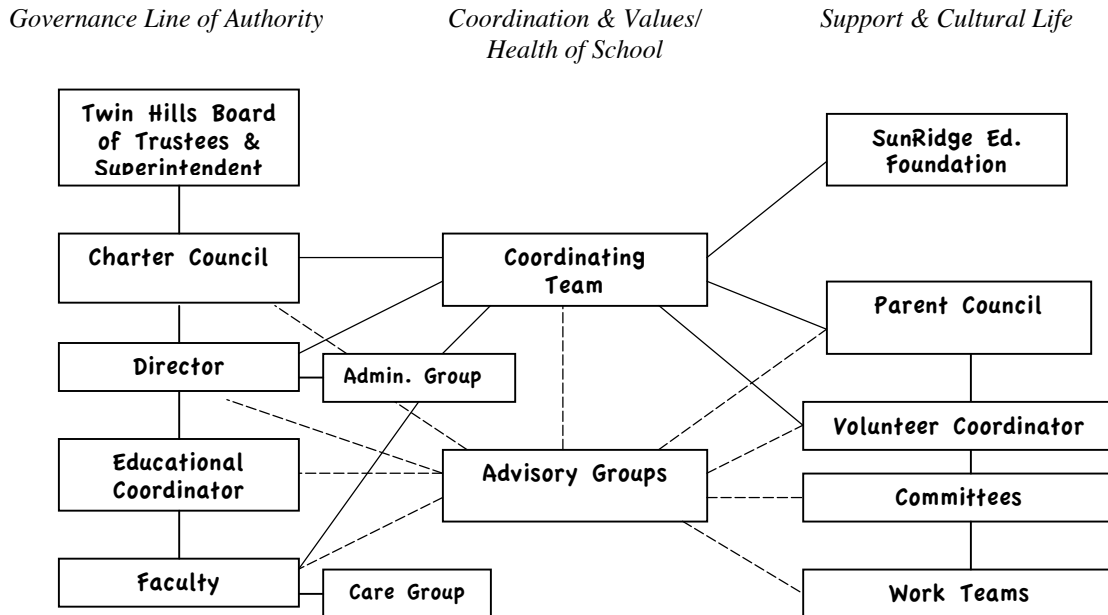 Governance Line of Authority
Coordination & Values/
Health of School
Support & Cultural Life
Twin Hills Board
of Trustees &
Superintendent
SunRidge Ed.
Foundation
Charter Council
Coordinating
Team
Parent Council
Director
Admin. Group
Volunteer Coordinator
Educational
Coordinator
Advisory Groups
Committees
Faculty
Care Group
Work Teams